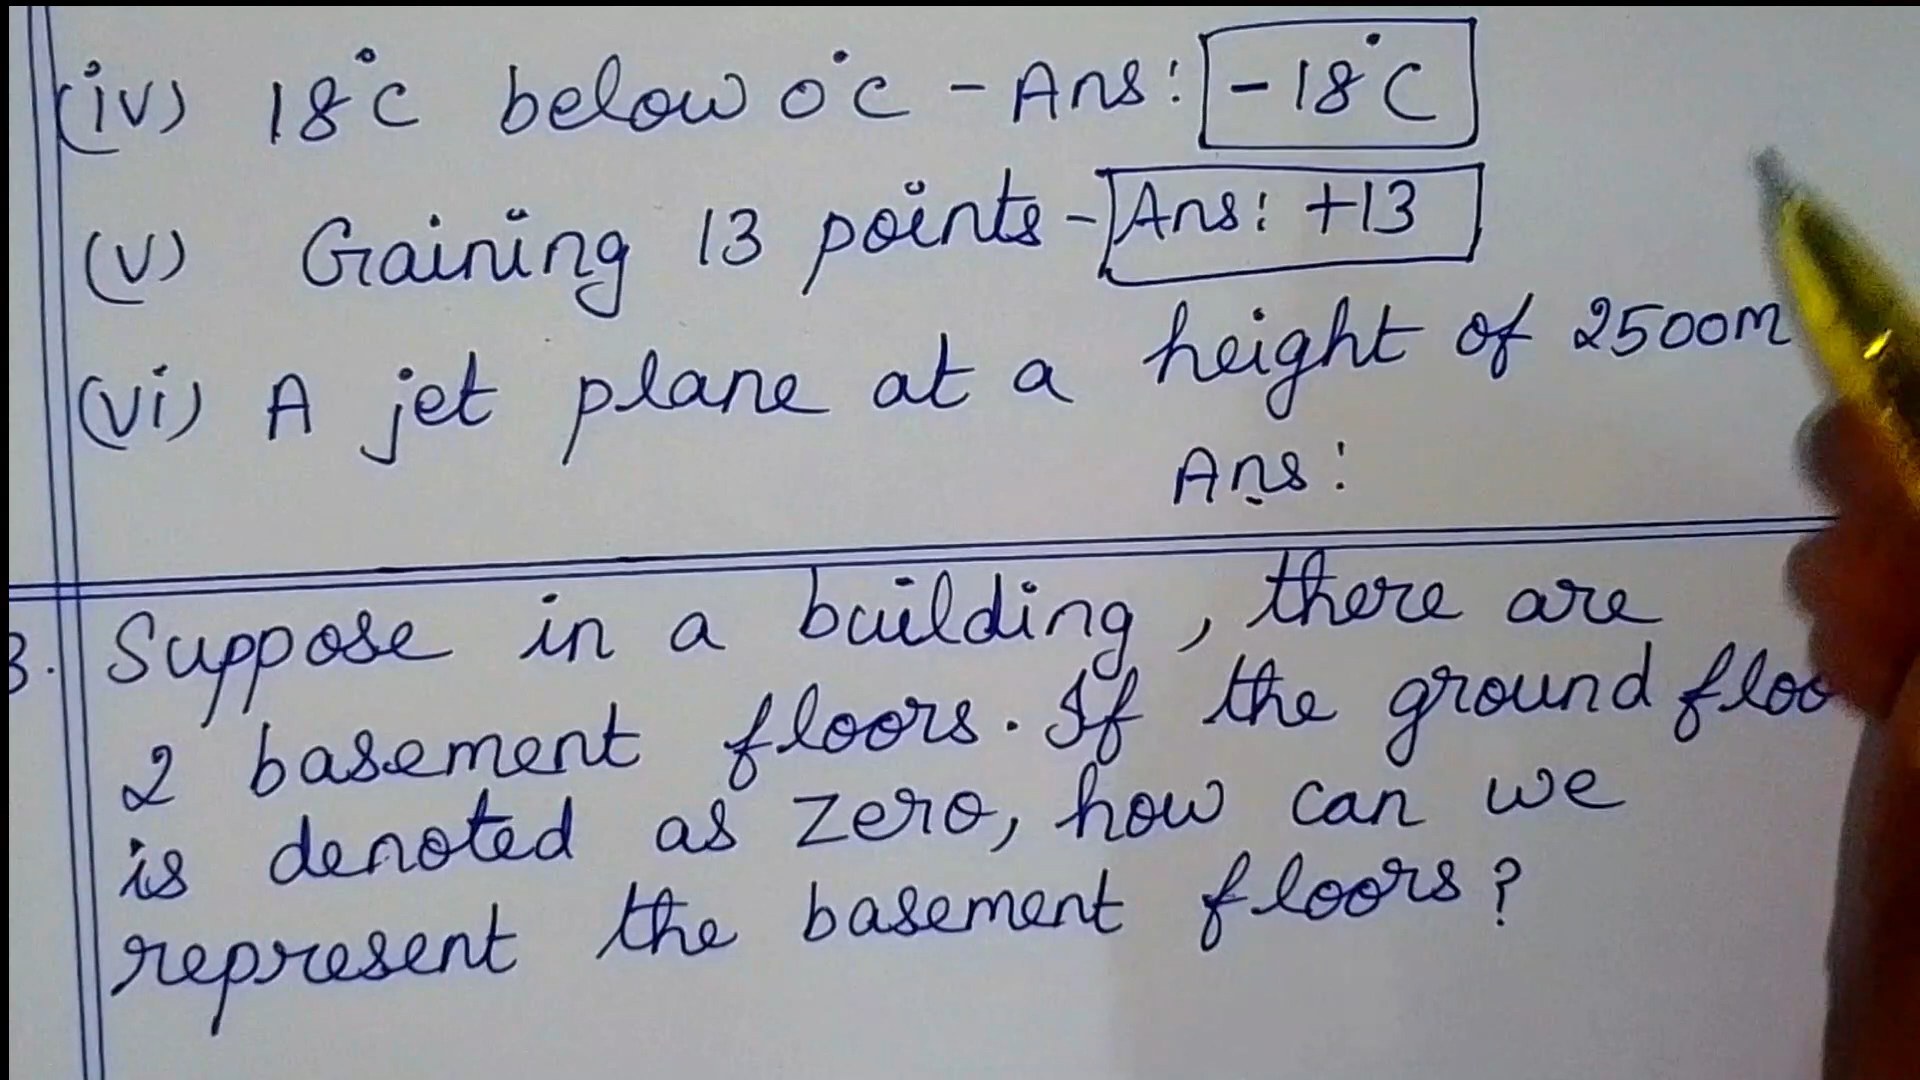 (iv) 18°C below 0°C - Ans: -18°C
(v) Gaining 13 points - Ans: +13
(vi) A jet plane at a height of 2500m
Ans:
3. Suppose in a building, there are
2 basement floors. If the ground floo
is denoted as zero, how can we
represent the basement floors?